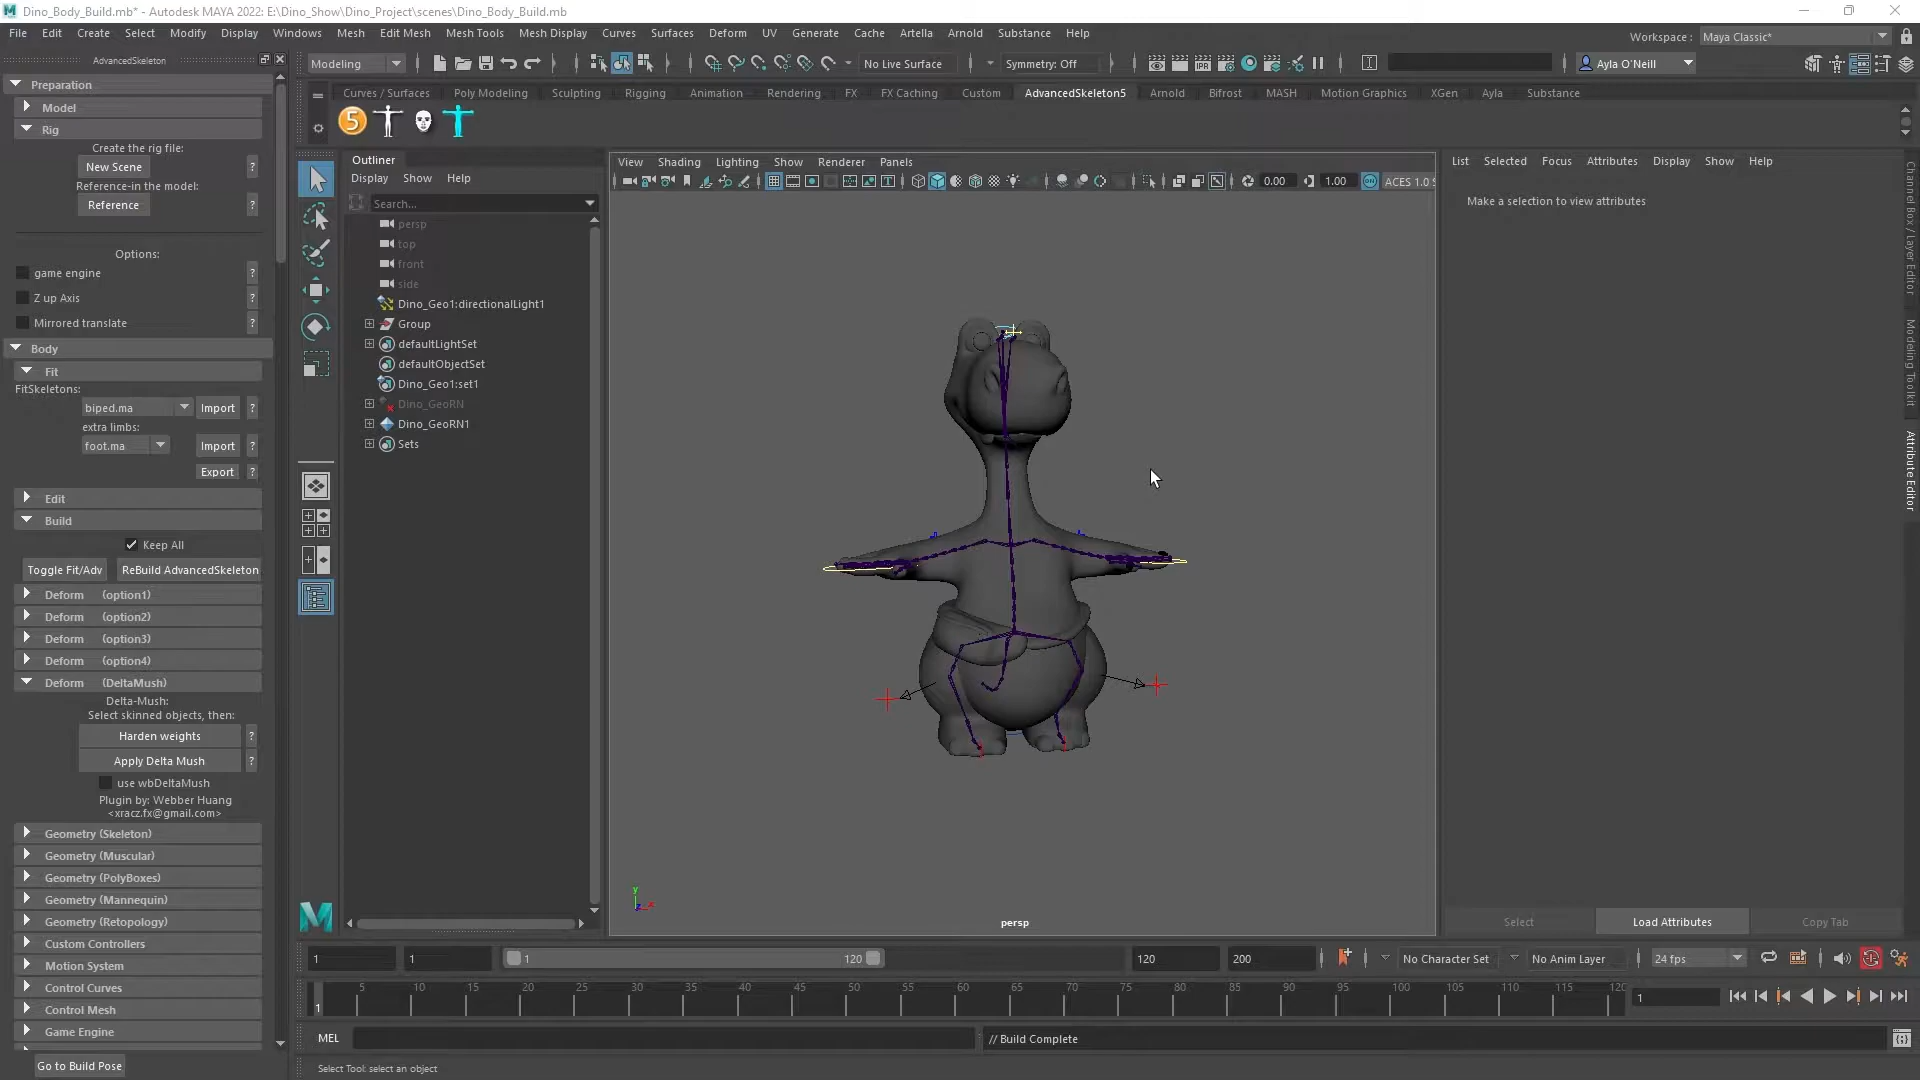 Dino_Body_Build.mb* - Autodesk MAYA 2022: E:\Dino_Show\Dino_Project\scenes\Dino_Body_Build.mb
File Edit Create Select Modify Display Windows Mesh Edit Mesh Mesh Tools Mesh Display Curves Surfaces Deform UV Generate Cache Artella Arnold Substance Help
Workspace : Maya Classic*
AdvancedSkeleton
Modeling
No Live Surface
Symmetry: Off
Ayla O'Neill
Curves / Surfaces Poly Modeling Sculpting Rigging Animation Rendering FX FX Caching Custom AdvancedSkeleton5 Arnold Bifrost MASH Motion Graphics XGen Ayla Substance
5
Preparation
Model
Rig
Create the rig file:
New Scene ?
Reference-in the model:
Reference ?
Options:
game engine ?
Z up Axis ?
Mirrored translate ?
Body
Fit
FitSkeletons:
biped.ma Import ?
extra limbs:
foot.ma Import ?
Export ?
Edit
Build
Keep All
Toggle Fit/Adv ReBuild AdvancedSkeleton
Deform (option1)
Deform (option2)
Deform (option3)
Deform (option4)
Deform (DeltaMush)
Delta-Mush:
Select skinned objects, then:
Harden weights ?
Apply Delta Mush ?
use wbDeltaMush
Plugin by: Webber Huang
<xracz.fx@gmail.com>
Geometry (Skeleton)
Geometry (Muscular)
Geometry (PolyBoxes)
Geometry (Mannequin)
Geometry (Retopology)
Custom Controllers
Motion System
Control Curves
Control Mesh
Game Engine
Go to Build Pose
Outliner
Display Show Help
Search...
persp
top
front
side
Dino_Geo1:directionalLight1
Group
defaultLightSet
defaultObjectSet
Dino_Geo1:set1
Dino_GeoRN
Dino_GeoRN1
Sets
View Shading Lighting Show Renderer Panels
0.00 1.00 ON ACES 1.0 S
y
persp
List Selected Focus Attributes Display Show Help
Make a selection to view attributes
Select Load Attributes Copy Tab
Channel Box / Layer Editor
Modeling Toolkit
Attribute Editor
1 1 1 120 120 200 No Character Set No Anim Layer 24 fps
1 5 10 15 20 25 30 35 40 45 50 55 60 65 70 75 80 85 90 95 100 105 110 115 120 1
MEL // Build Complete
Select Tool: select an object